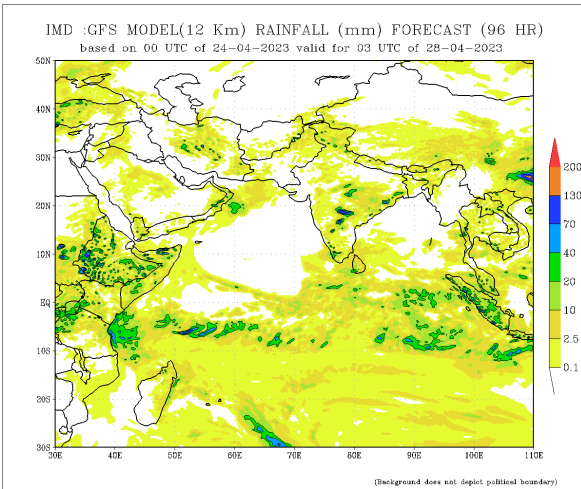 IMD :GFS MODEL(12 Km) RAINFALL (mm) FORECAST (96 HR)
based on 00 UTC of 24-04-2023 valid for 03 UTC of 28-04-2023
50N
40N
30N
20N
10N
EQ
10S
20S
30S
30E 40E 50E 60E 70E 80E 90E 100E 110E
200
130
70
40
20
10
2.5
0.1
(Background does not depict political boundary)